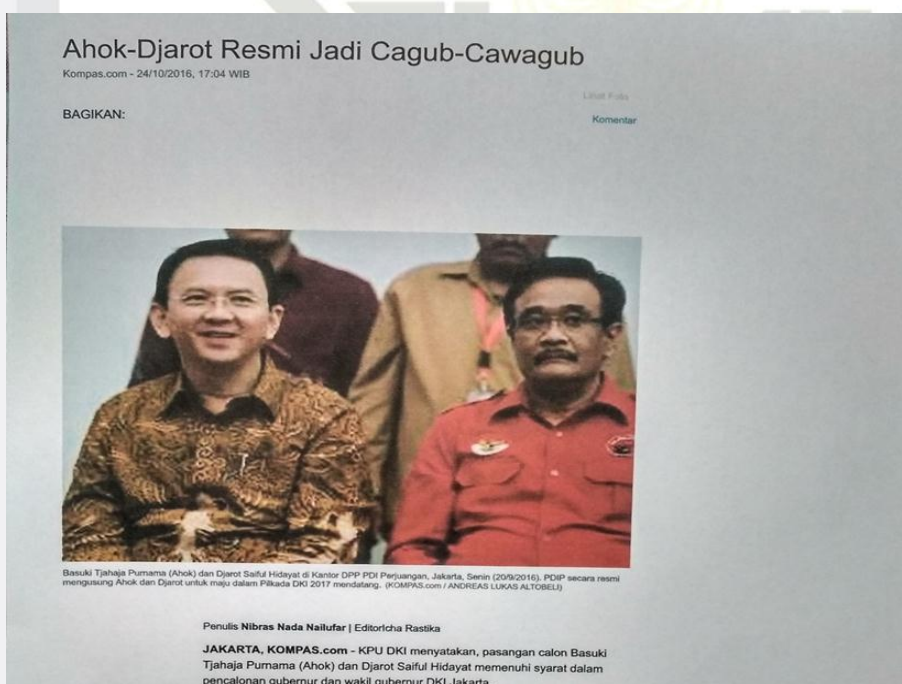 Ahok-Djarot Resmi Jadi Cagub-Cawagub
Kompas.com - 24/10/2016, 17:04 WIB
Lihat Foto
BAGIKAN:
Komentar
Basuki Tjahaja Purnama (Ahok) dan Djarot Saiful Hidayat di Kantor DPP PDI Perjuangan, Jakarta, Senin (20/9/2016). PDIP secara resmi
mengusung Ahok dan Djarot untuk maju dalam Pilkada DKI 2017 mendatang. (KOMPAS.com / ANDREAS LUKAS ALTOBELI)
Penulis Nibras Nada Nailufar | EditorIcha Rastika
JAKARTA, KOMPAS.com - KPU DKI menyatakan, pasangan calon Basuki
Tjahaja Purnama (Ahok) dan Djarot Saiful Hidayat memenuhi syarat dalam
pencalonan gubernur dan wakil gubernur DKI Jakarta